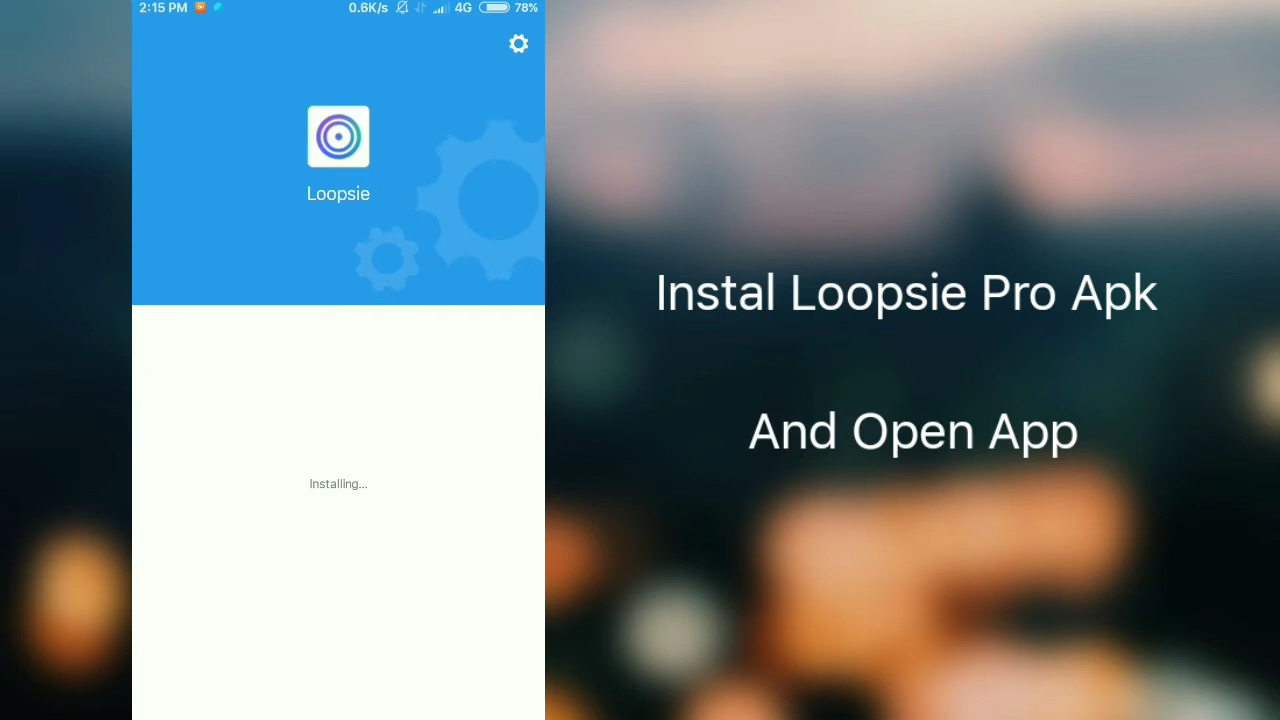 2:15 PM 0.6K/s 4G 78%
Loopsie
Installing...
Instal Loopsie Pro Apk
And Open App